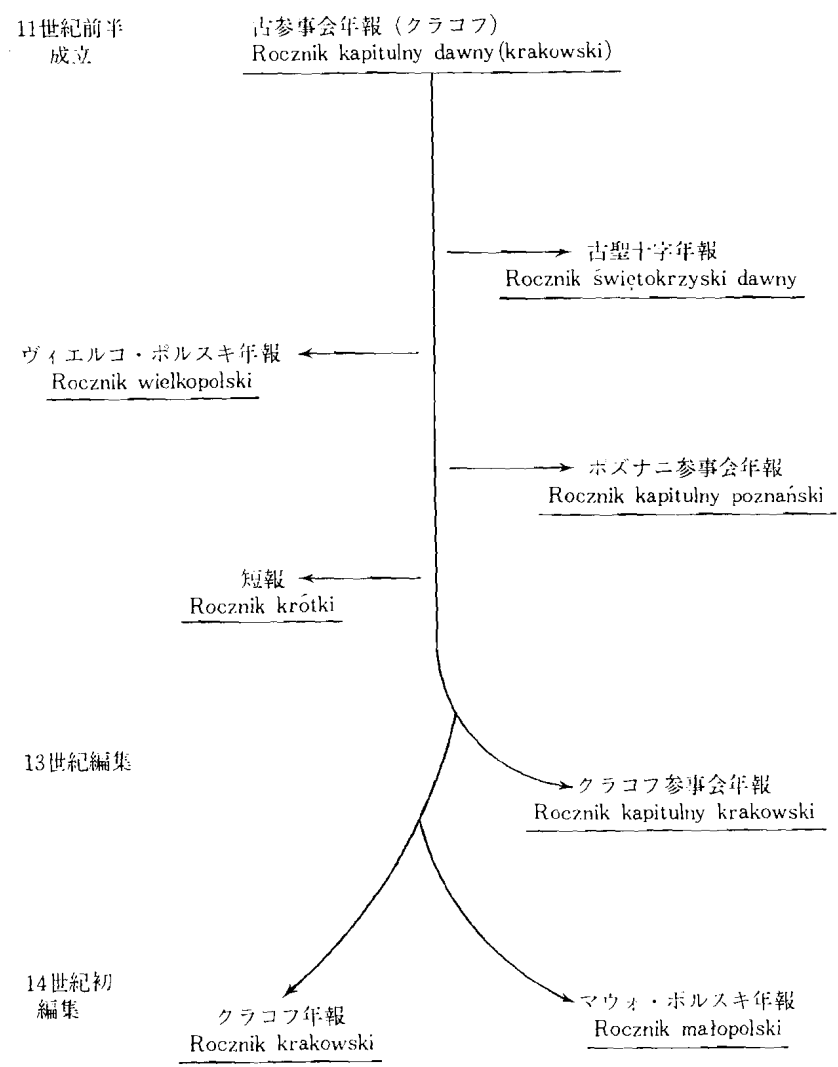 11世紀前半
成立
古参事会年報（クラコフ）
Rocznik kapitulny dawny (krakowski)
古聖十字年報
Rocznik świętokrzyski dawny
ヴィエルコ・ポルスキ年報
Rocznik wielkopolski
ポズナニ参事会年報
Rocznik kapitulny poznański
短報
Rocznik krótki
13世紀編集
クラコフ参事会年報
Rocznik kapitulny krakowski
14世紀初
編集
クラコフ年報
Rocznik krakowski
マウォ・ポルスキ年報
Rocznik małopolski